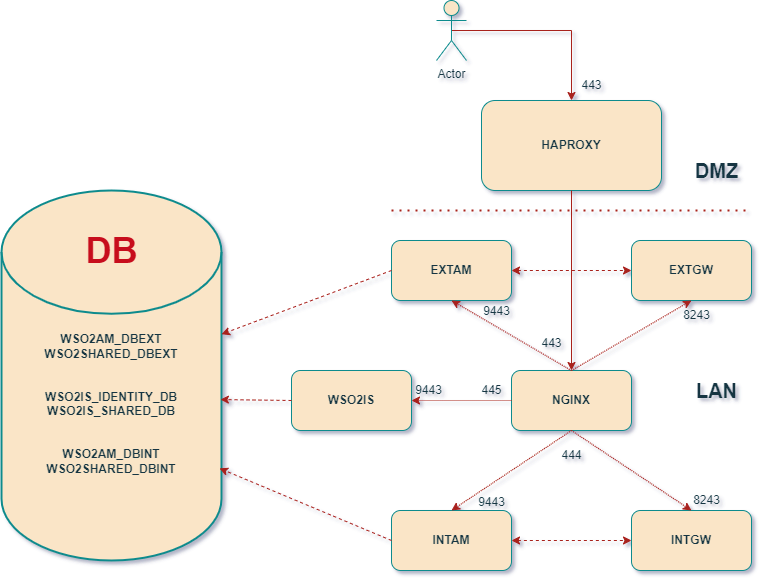 Actor
443
HAPROXY
DMZ
DB
EXTAM
EXTGW
9443
8243
443
WSO2AM_DBEXT
WSO2SHARED_DBEXT
WSO2IS_IDENTITY_DB
WSO2IS_SHARED_DB
WSO2IS
9443
445
NGINX
LAN
WSO2AM_DBINT
WSO2SHARED_DBINT
444
9443
8243
INTAM
INTGW